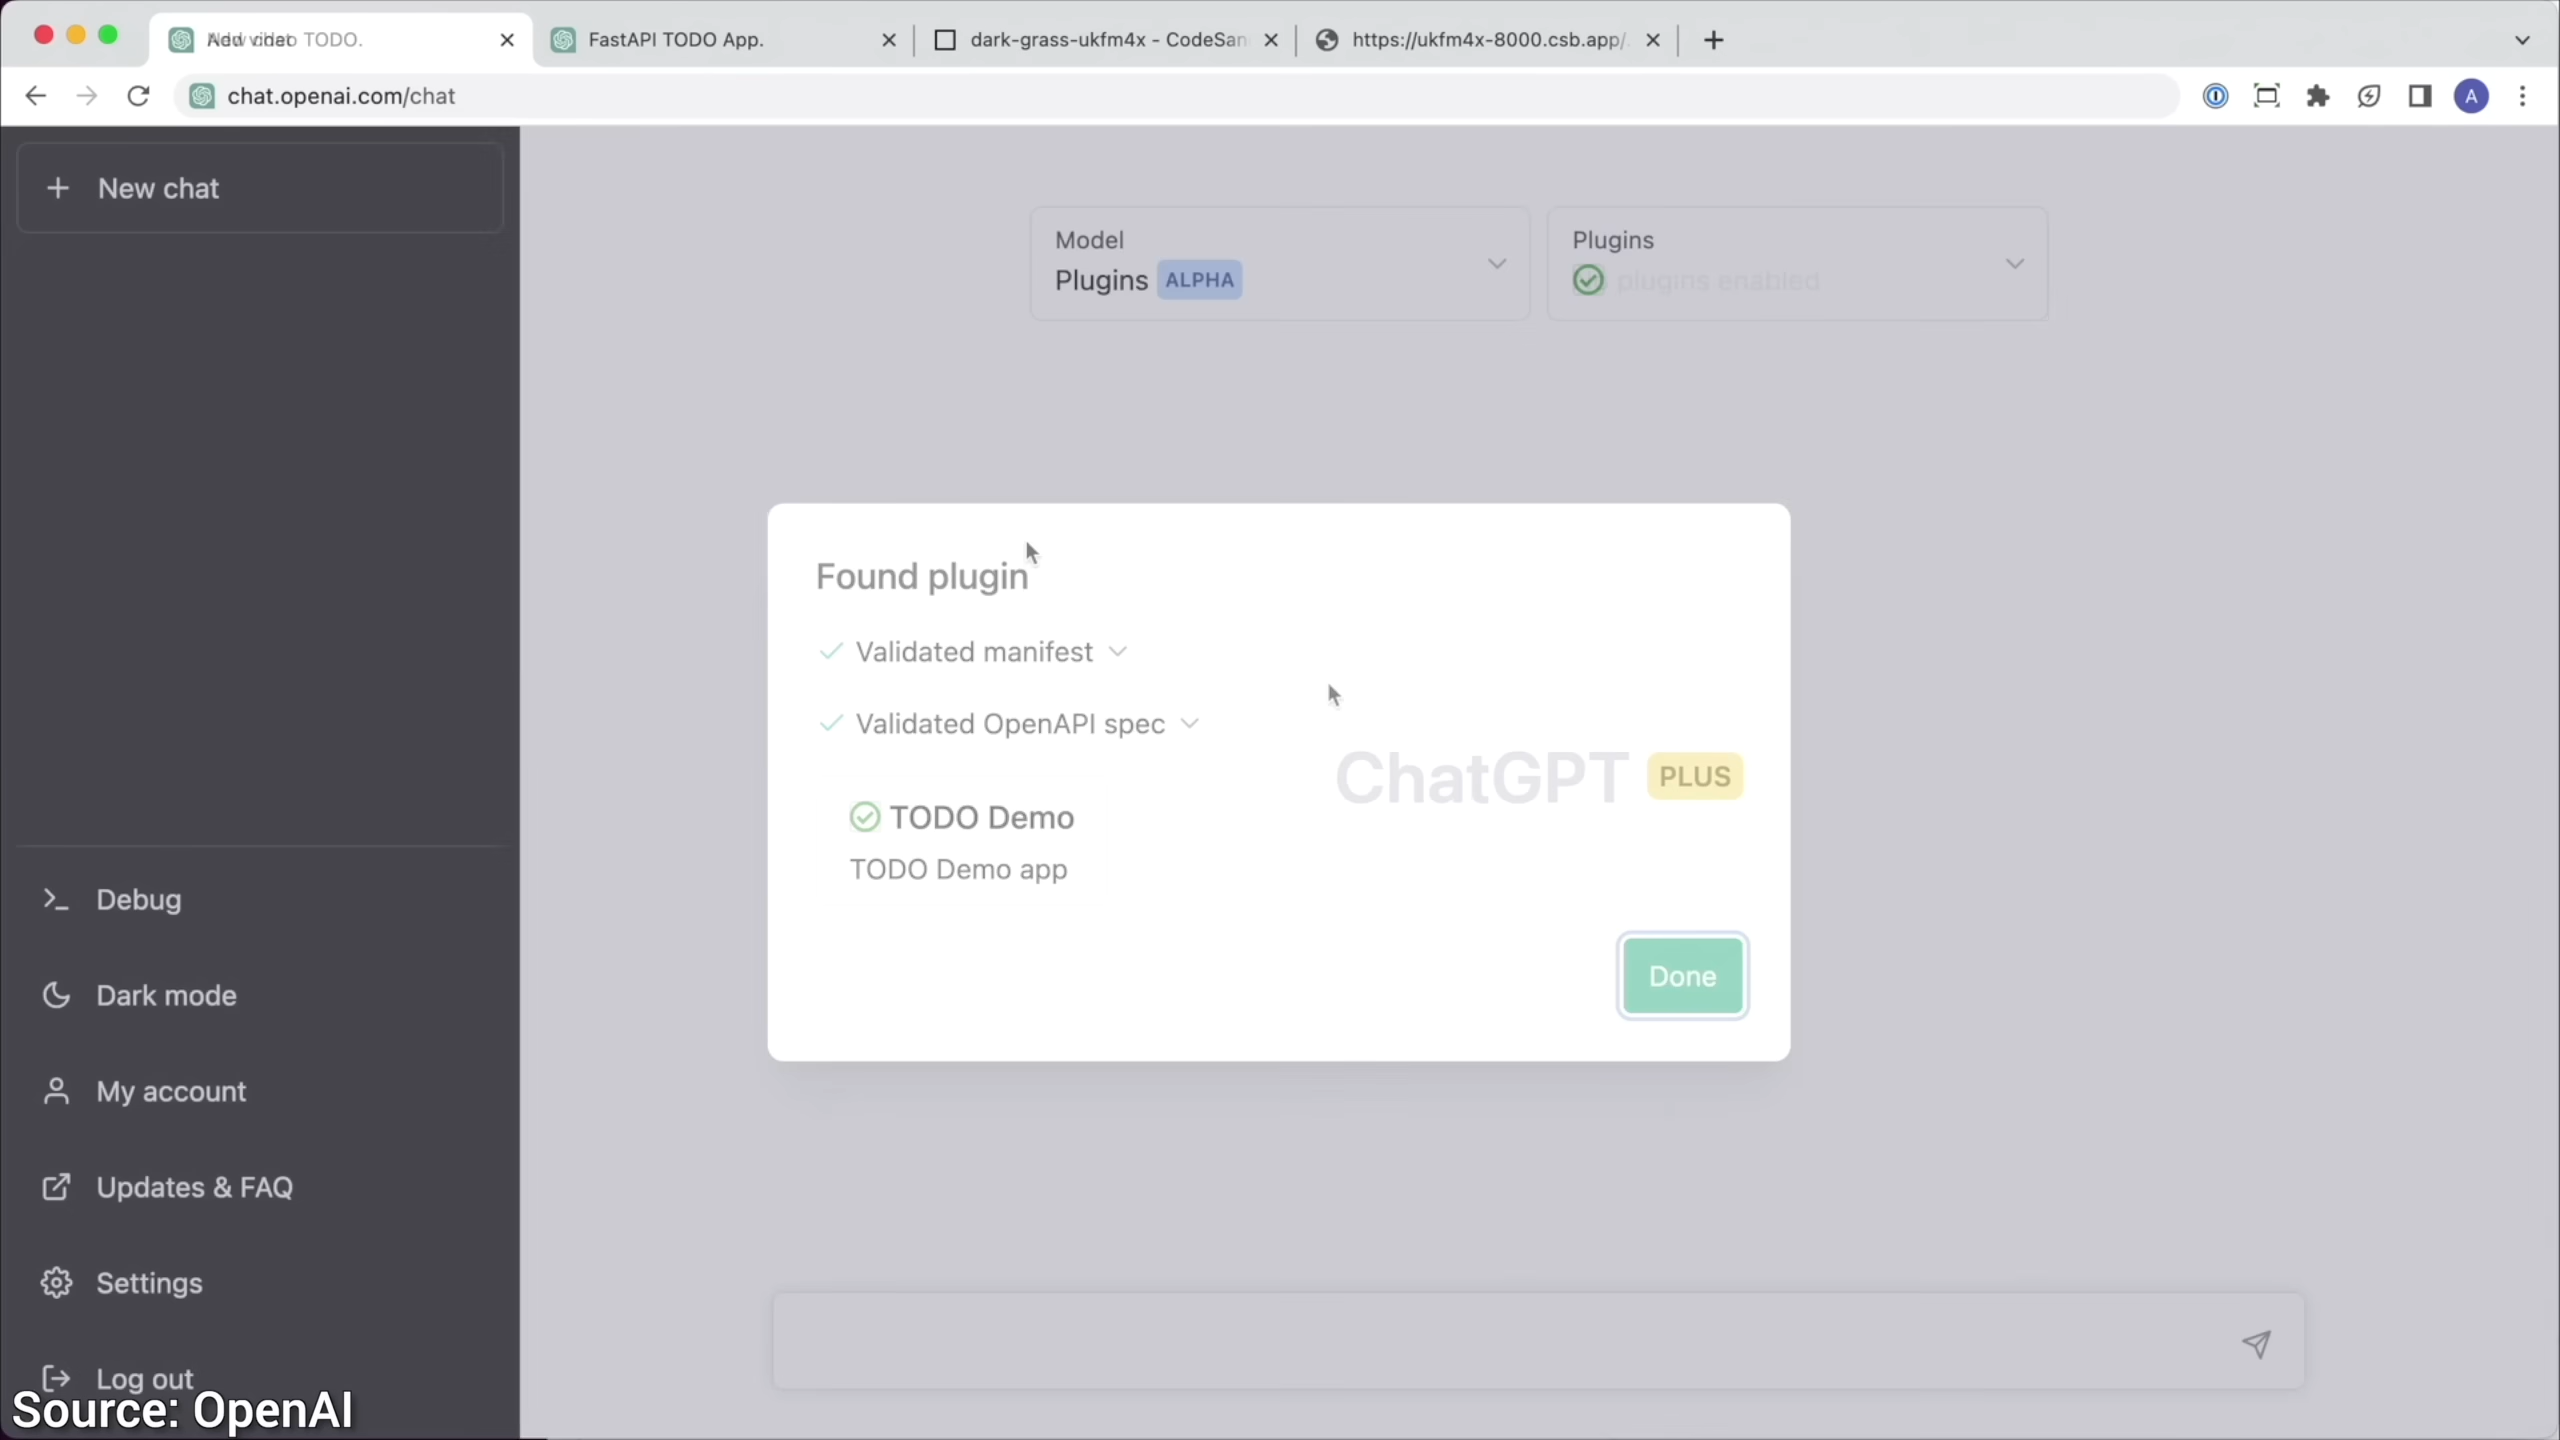 TODO.
FastAPI TODO App.
dark-grass-ukfm4x - CodeSan
https://ukfm4x-8000.csb.app/.
chat.openai.com/chat
A
New chat
Model
Plugins ALPHA
Plugins
plugins enabled
Found plugin
Validated manifest
Validated OpenAPI spec
ChatGPT PLUS
TODO Demo
TODO Demo app
Done
Debug
Dark mode
My account
Updates & FAQ
Settings
Log out
Source: OpenAI